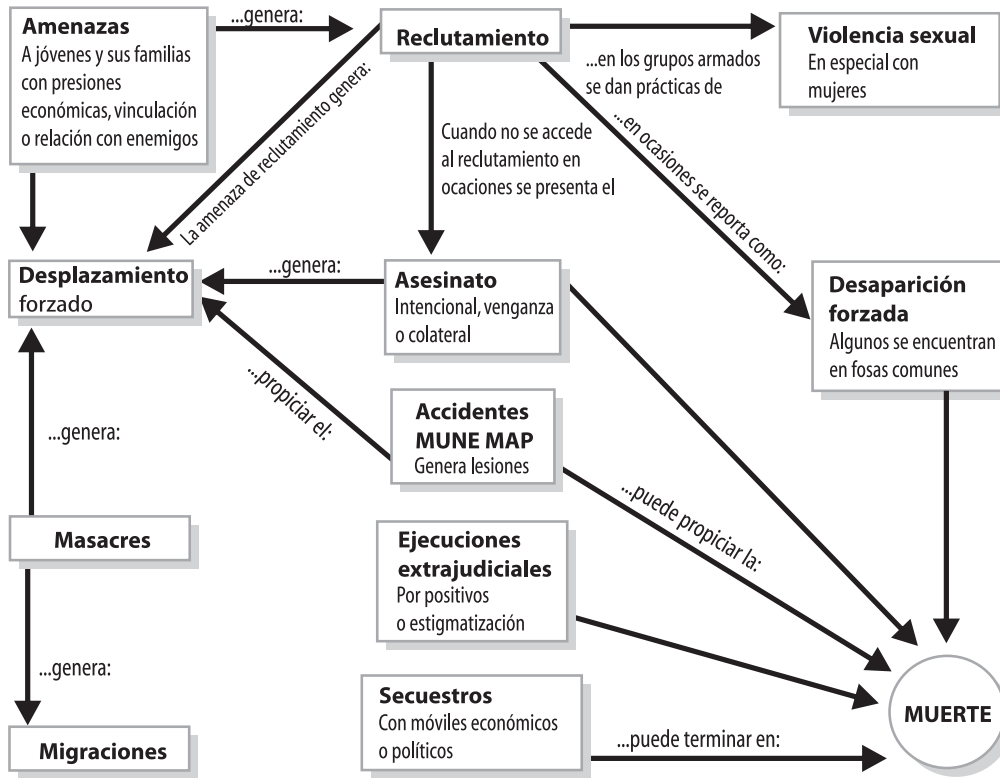 Amenazas
A jóvenes y sus familias
con presiones
económicas, vinculación
o relación con enemigos
...genera:
Reclutamiento
Violencia sexual
En especial con
mujeres
...en los grupos armados
se dan prácticas de
La amenaza de reclutamiento genera:
Cuando no se accede
al reclutamiento en
ocaciones se presenta el
...en ocasiones se reporta como:
Desplazamiento
forzado
...genera:
Asesinato
Intencional, venganza
o colateral
Desaparición
forzada
Algunos se encuentran
en fosas comunes
...propiciar el:
Accidentes
MUNE MAP
Genera lesiones
...genera:
...puede propiciar la:
Masacres
Ejecuciones
extrajudiciales
Por positivos
o estigmatización
...genera:
Secuestros
Con móviles económicos
o políticos
MUERTE
...puede terminar en:
Migraciones